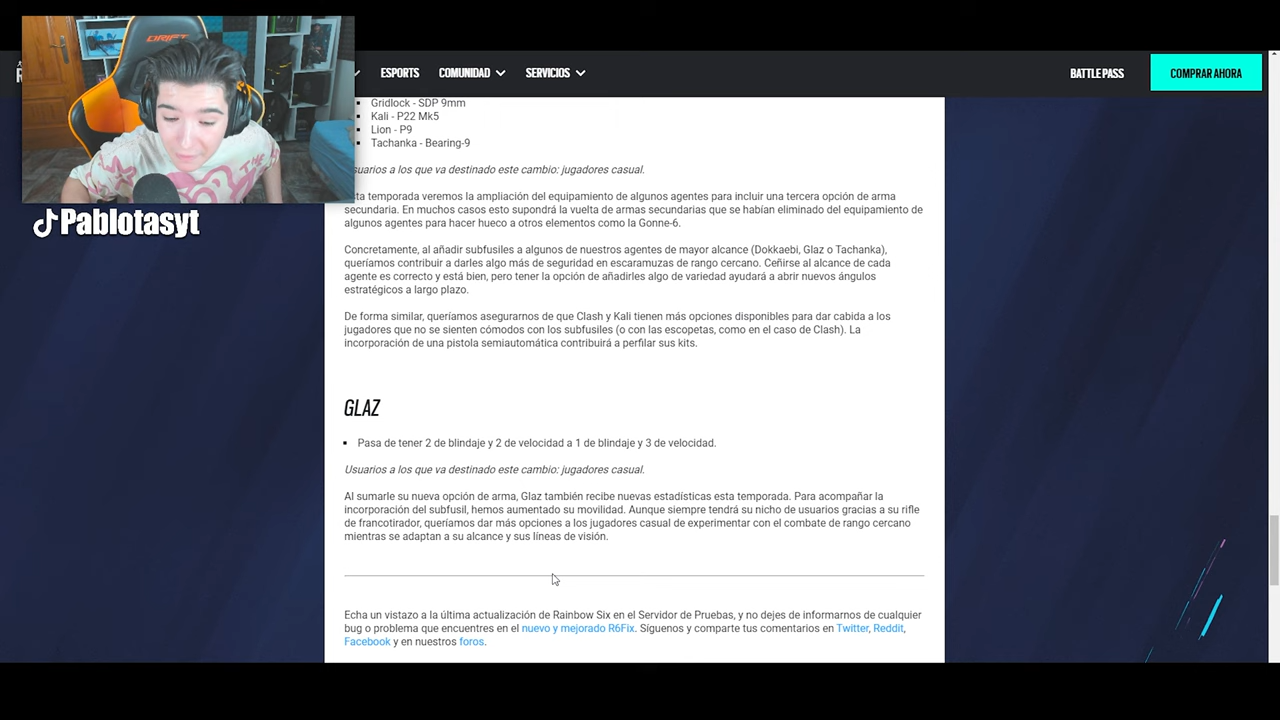 DRIFT
ESPORTS
COMUNIDAD
SERVICIOS
BATTLE PASS
COMPRAR AHORA
Gridlock - SDP 9mm
Kali - P22 Mk5
Lion - P9
Tachanka - Bearing-9
Pablotasyt
suarios a los que va destinado este cambio: jugadores casual.
ta temporada veremos la ampliación del equipamiento de algunos agentes para incluir una tercera opción de arma
secundaria. En muchos casos esto supondrá la vuelta de armas secundarias que se habían eliminado del equipamiento de
algunos agentes para hacer hueco a otros elementos como la Gonne-6.
Concretamente, al añadir subfusiles a algunos de nuestros agentes de mayor alcance (Dokkaebi, Glaz o Tachanka),
queríamos contribuir a darles algo más de seguridad en escaramuzas de rango cercano. Ceñirse al alcance de cada
agente es correcto y está bien, pero tener la opción de añadirles algo de variedad ayudará a abrir nuevos ángulos
estratégicos a largo plazo.
De forma similar, queríamos asegurarnos de que Clash y Kali tienen más opciones disponibles para dar cabida a los
jugadores que no se sienten cómodos con los subfusiles (o con las escopetas, como en el caso de Clash). La
incorporación de una pistola semiautomática contribuirá a perfilar sus kits.
GLAZ
Pasa de tener 2 de blindaje y 2 de velocidad a 1 de blindaje y 3 de velocidad.
Usuarios a los que va destinado este cambio: jugadores casual.
Al sumarle su nueva opción de arma, Glaz también recibe nuevas estadísticas esta temporada. Para acompañar la
incorporación del subfusil, hemos aumentado su movilidad. Aunque siempre tendrá su nicho de usuarios gracias a su rifle
de francotirador, queríamos dar más opciones a los jugadores casual de experimentar con el combate de rango cercano
mientras se adaptan a su alcance y sus líneas de visión.
Echa un vistazo a la última actualización de Rainbow Six en el Servidor de Pruebas, y no dejes de informarnos de cualquier
bug o problema que encuentres en el nuevo y mejorado R6Fix. Síguenos y comparte tus comentarios en Twitter, Reddit,
Facebook y en nuestros foros.